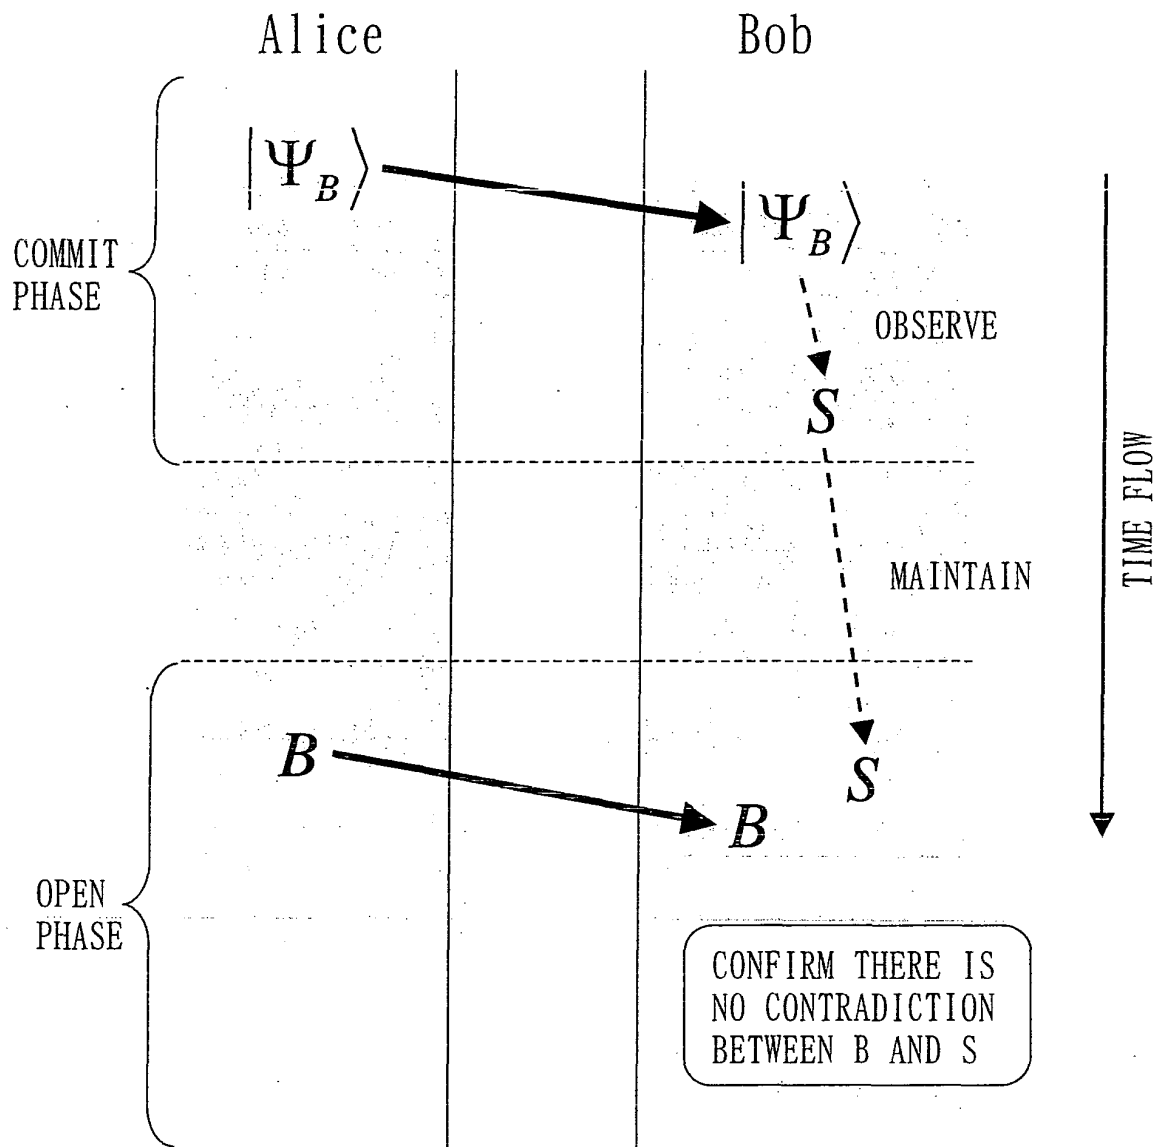 Alice
Bob
|Ψ_B⟩
|Ψ_B⟩
COMMIT
PHASE
OBSERVE
S
TIME FLOW
MAINTAIN
B
S
B
OPEN
PHASE
CONFIRM THERE IS
NO CONTRADICTION
BETWEEN B AND S